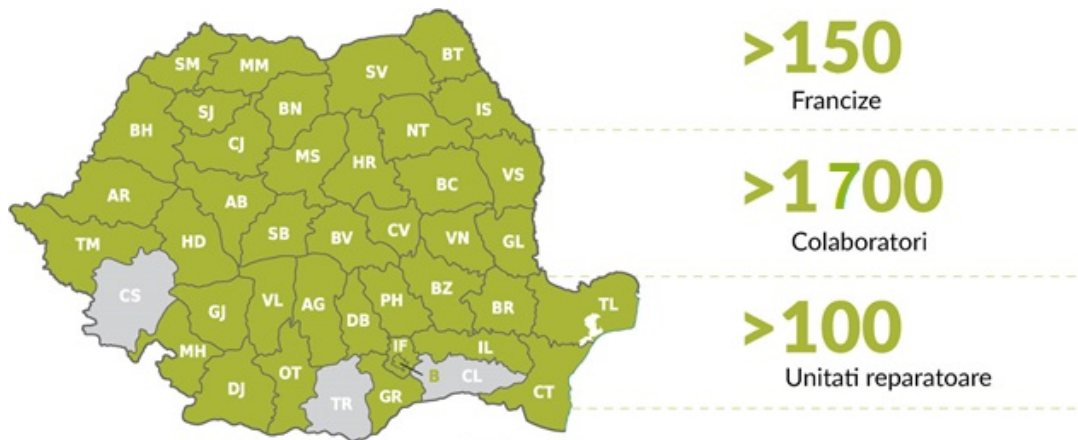 SM
MM
SV
BT
SJ
BN
IS
BH
CJ
NT
MS
HR
VS
AR
AB
BC
TM
HD
SB
BV
CV
VN
GL
CS
GJ
VL
AG
DB
PH
BZ
BR
TL
MH
IF
IL
DJ
OT
TR
GR
B
CL
CT
>150
Francize
>1700
Colaboratori
>100
Unitati reparatoare